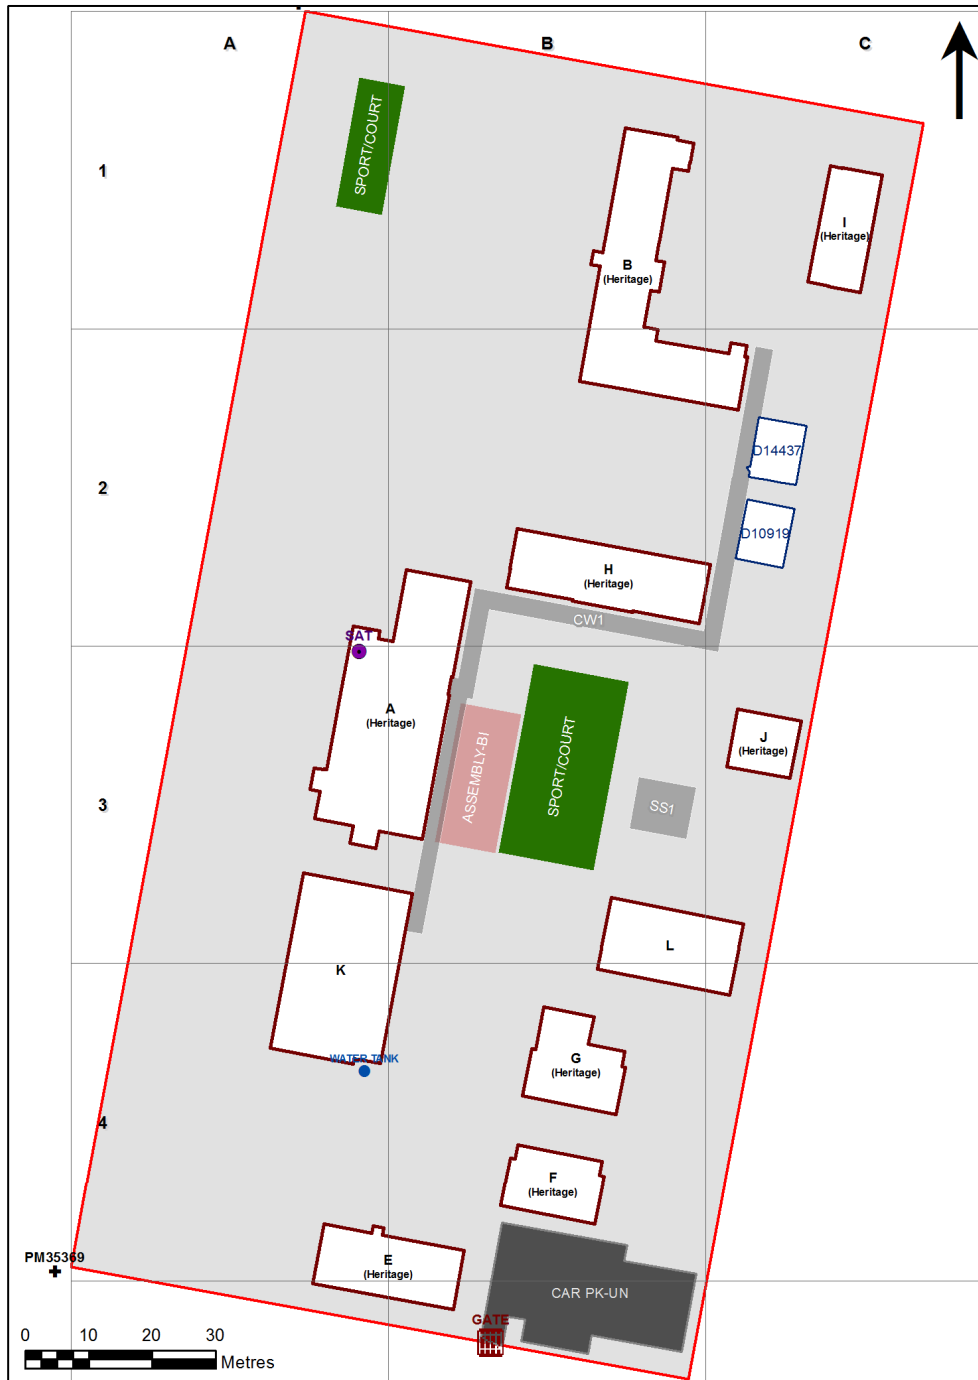 A
B
C
SPORT/COURT
1
I
(Heritage)
B
(Heritage)
D14437
2
D10919
H
(Heritage)
CW1
SAT
A
(Heritage)
J
(Heritage)
ASSEMBLY-BI
SPORT/COURT
3
SS1
L
K
WATER TANK
G
(Heritage)
4
F
(Heritage)
PM35369
E
(Heritage)
CAR PK-UN
GATE
0 10 20 30
Metres